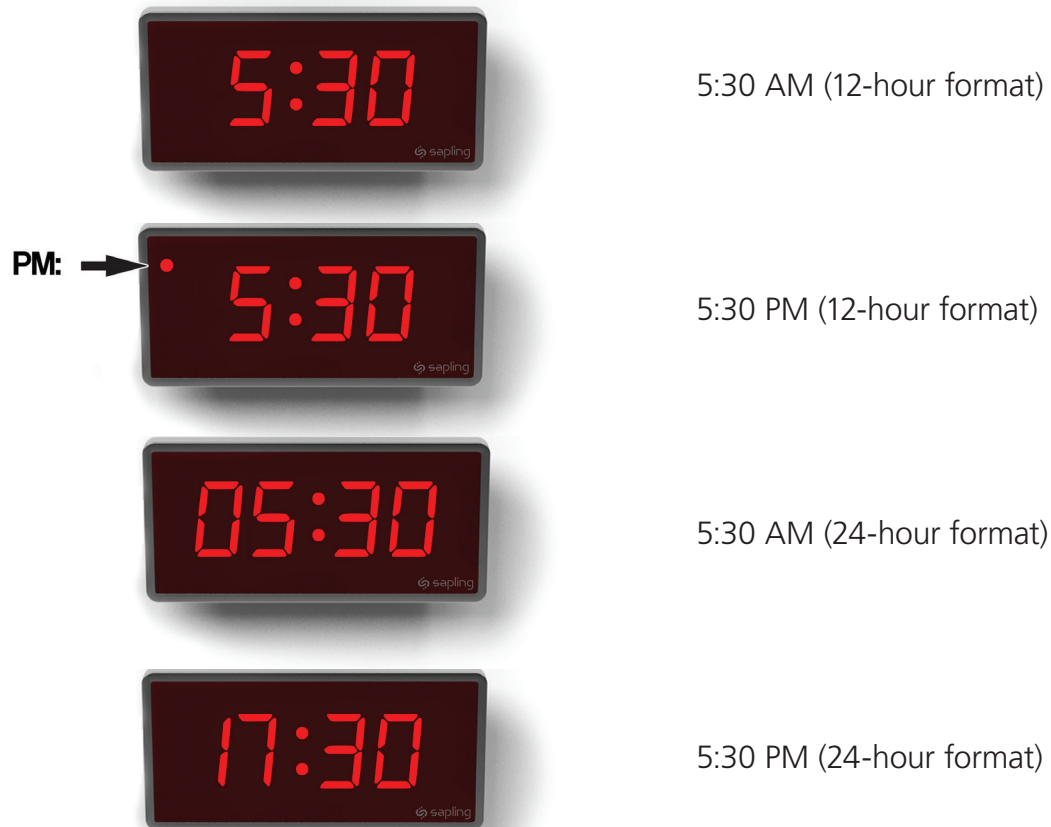 5:30
sapling
5:30 AM (12-hour format)
PM:
5:30
sapling
5:30 PM (12-hour format)
05:30
sapling
5:30 AM (24-hour format)
17:30
sapling
5:30 PM (24-hour format)